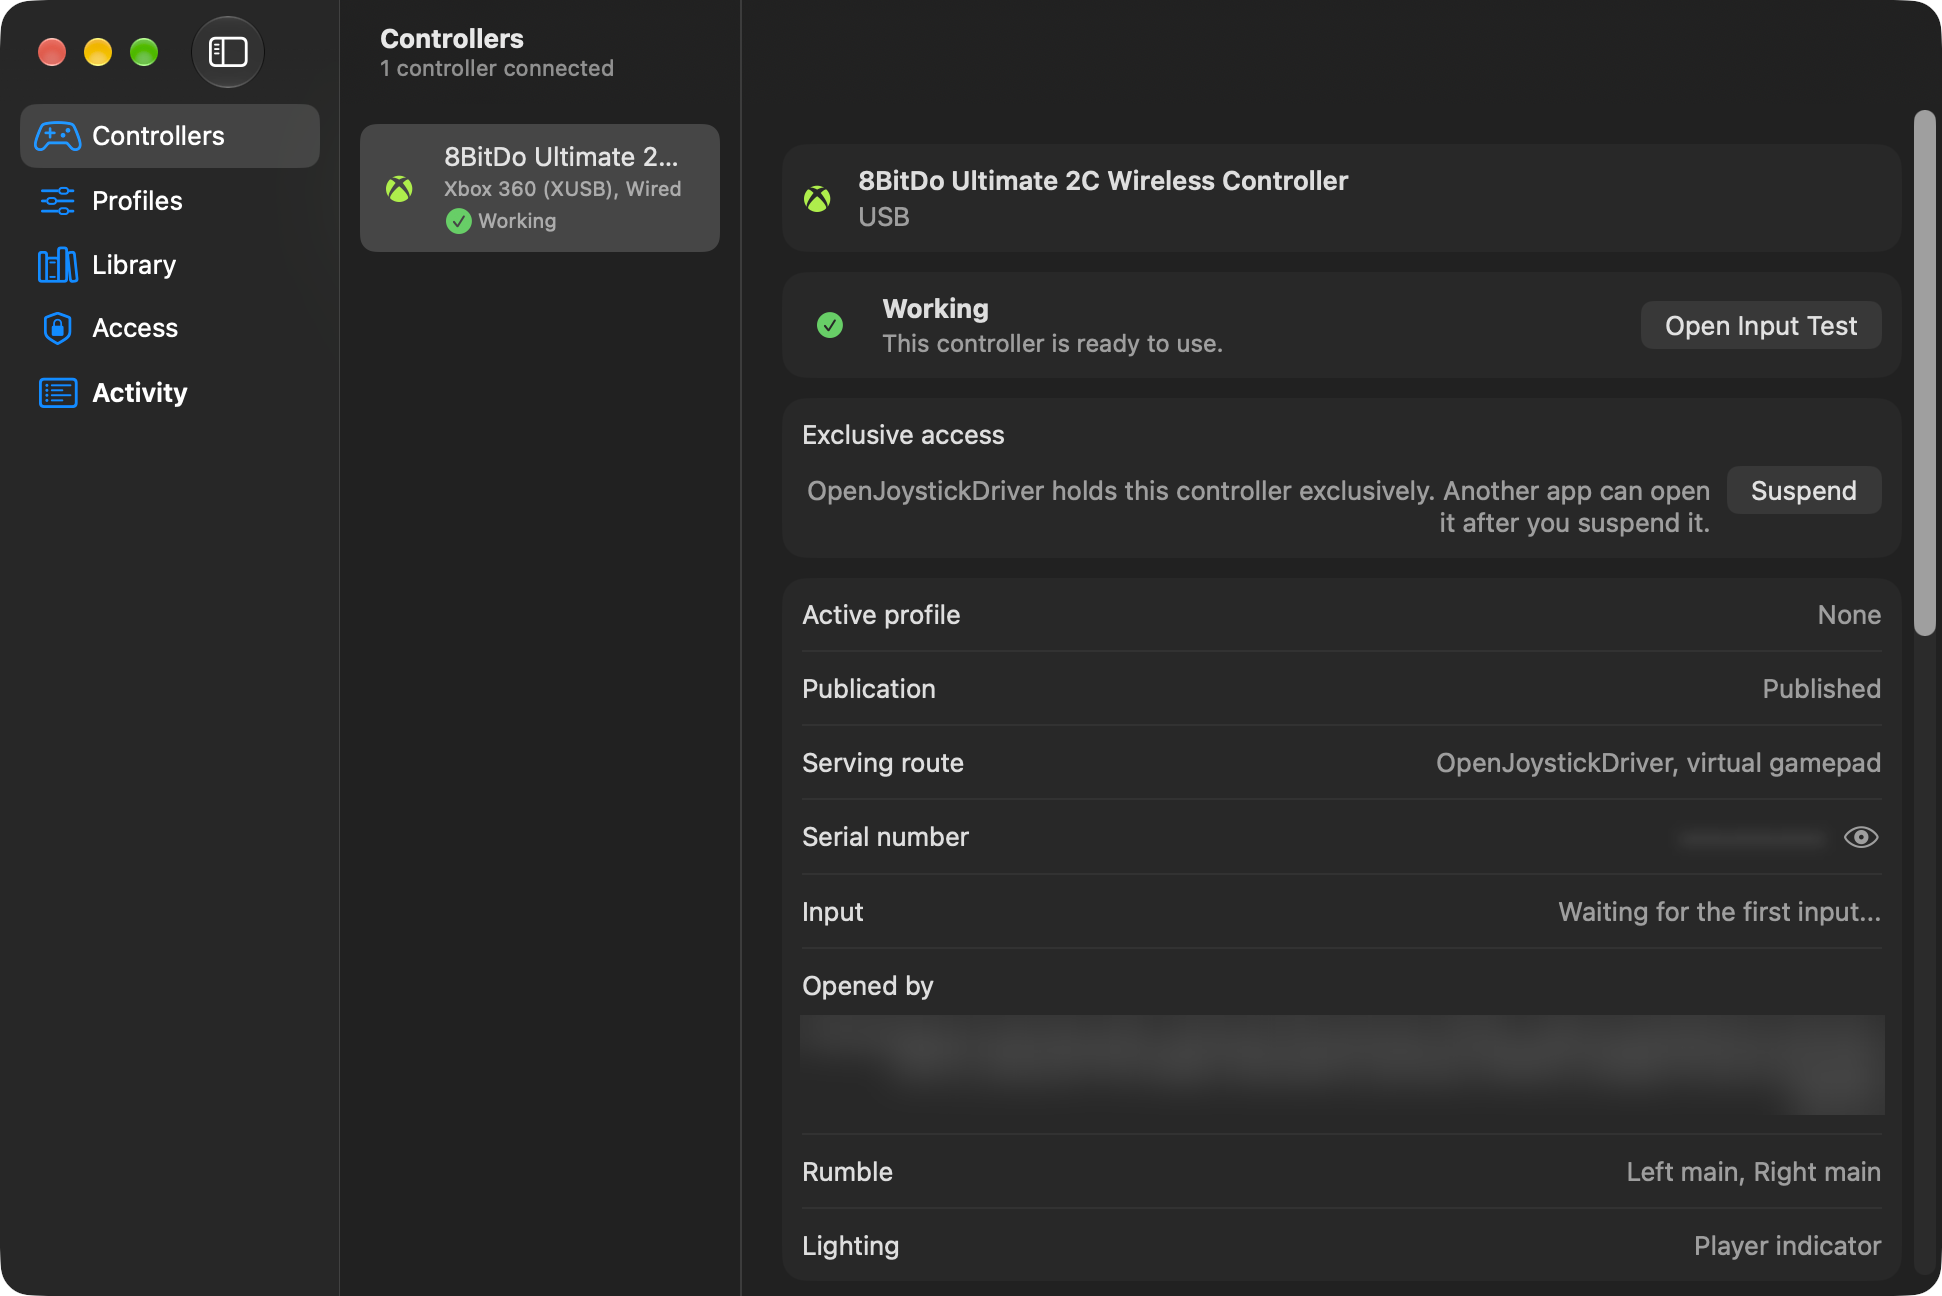 Controllers
Profiles
Library
Access
Activity
Controllers
1 controller connected
8BitDo Ultimate 2...
Xbox 360 (XUSB), Wired
Working
8BitDo Ultimate 2C Wireless Controller
USB
Working
This controller is ready to use.
Open Input Test
Exclusive access
OpenJoystickDriver holds this controller exclusively. Another app can open
it after you suspend it.
Suspend
Active profile
None
Publication
Published
Serving route
OpenJoystickDriver, virtual gamepad
Serial number
Input
Waiting for the first input...
Opened by
Rumble
Left main, Right main
Lighting
Player indicator